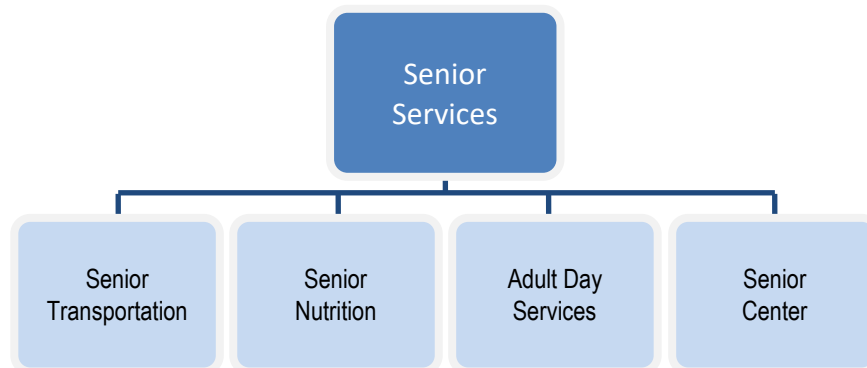 Senior
Services
Senior
Transportation
Senior
Nutrition
Adult Day
Services
Senior
Center